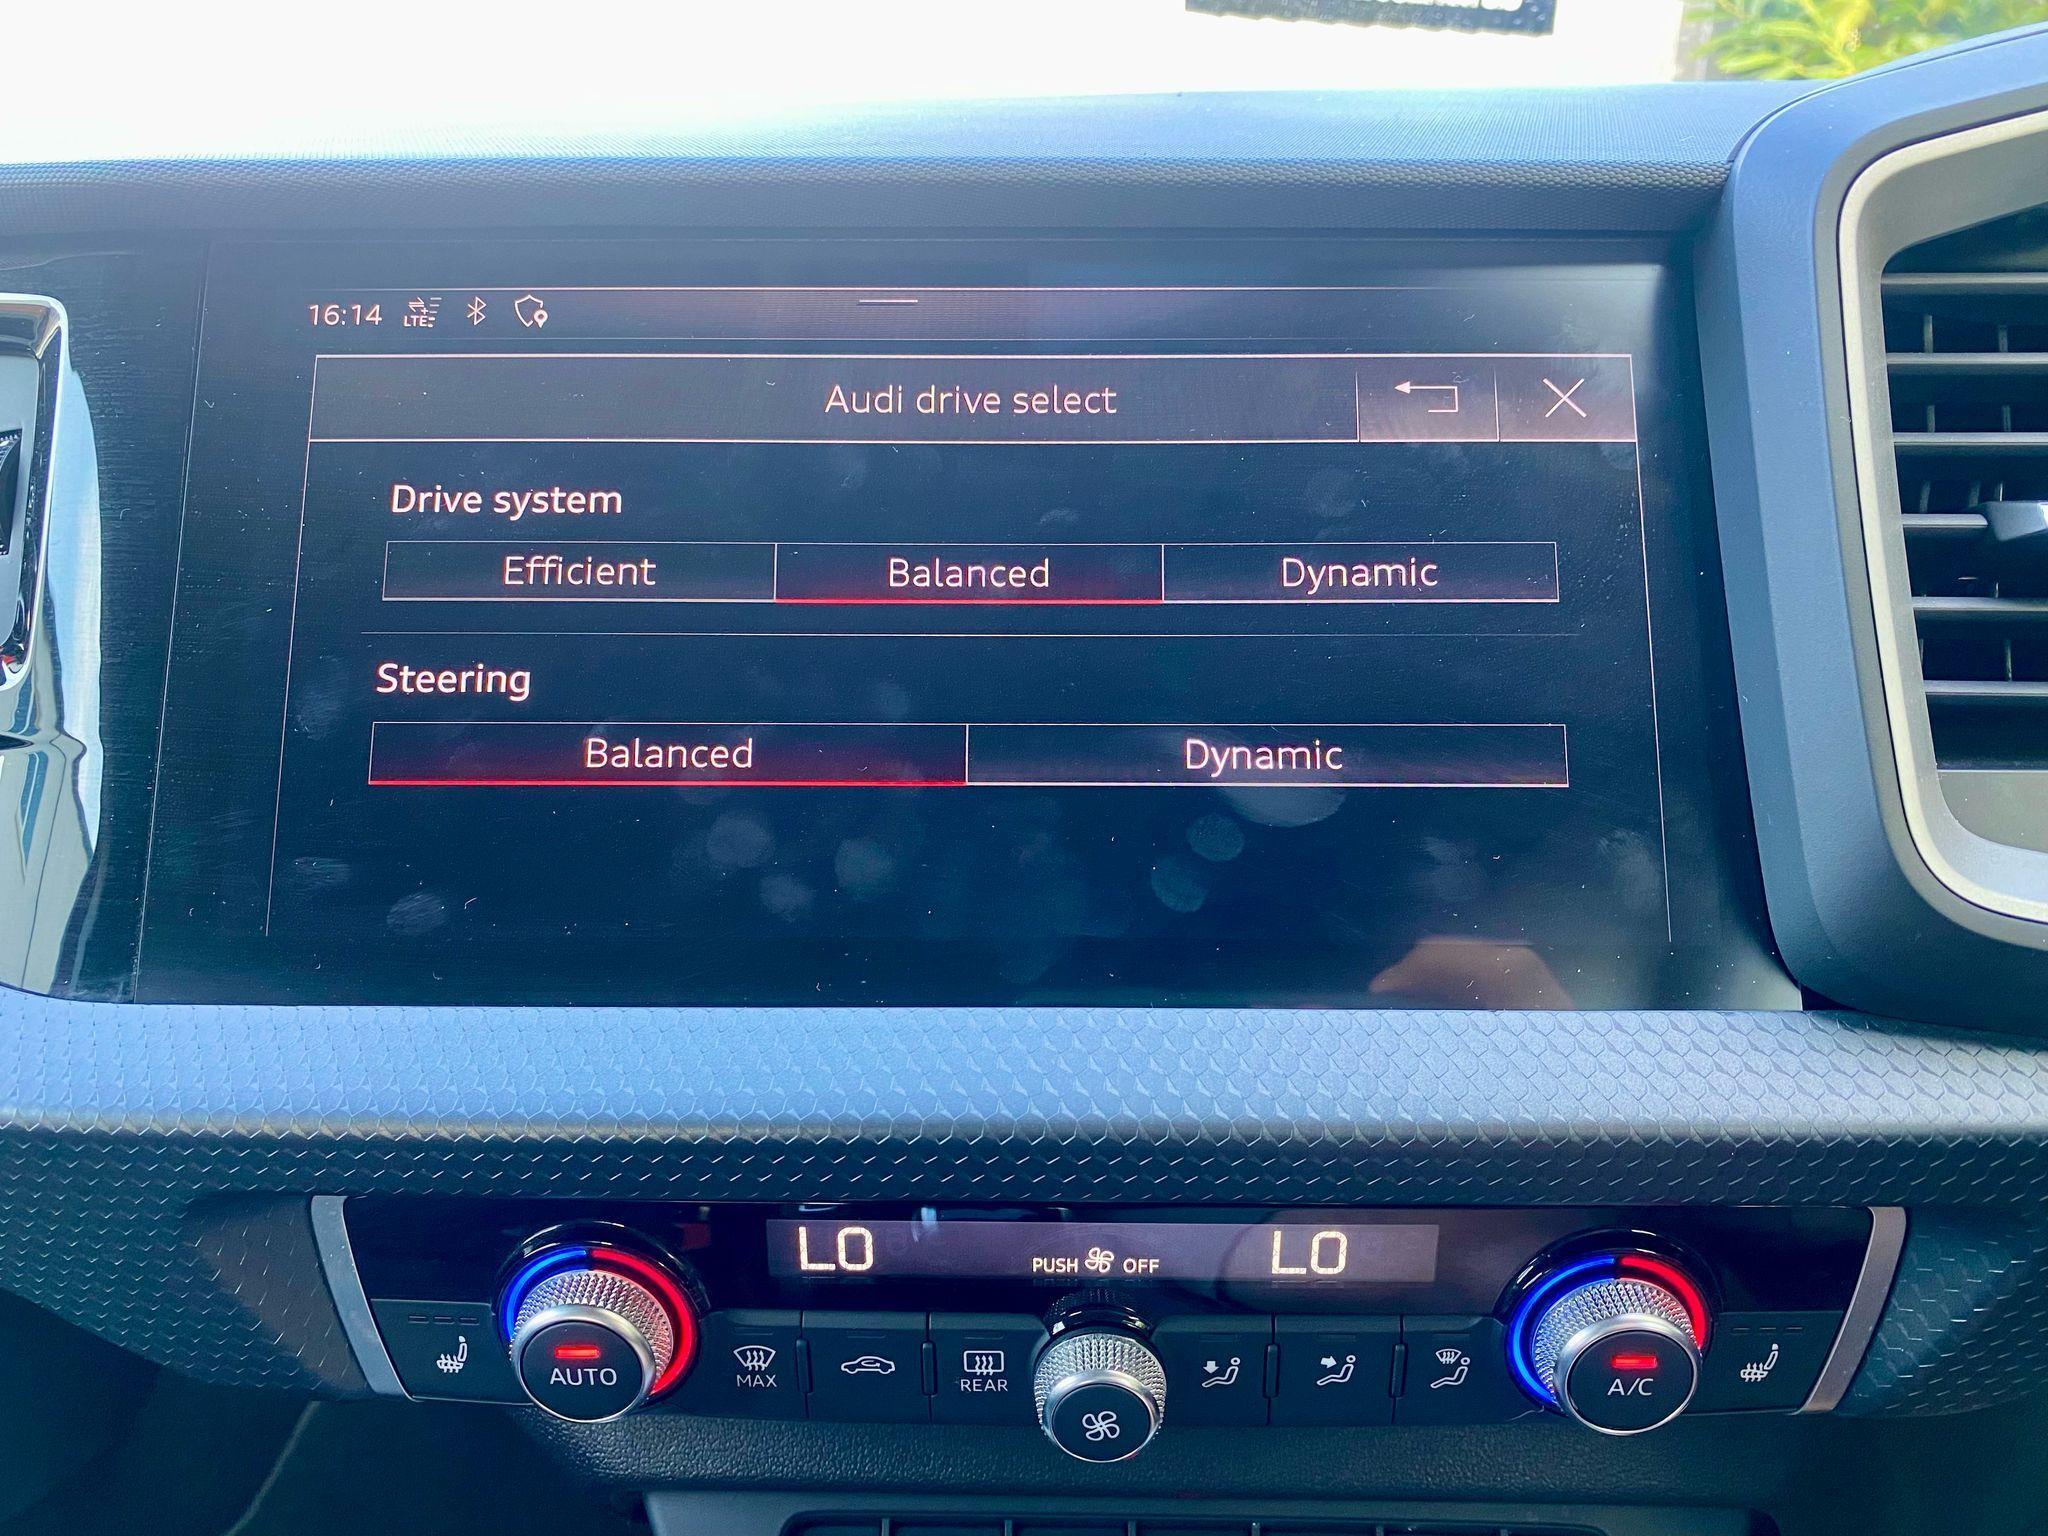 16:14 LTE
Audi drive select
Drive system
Efficient Balanced Dynamic
Steering
Balanced Dynamic
LO PUSH OFF LO
AUTO MAX REAR A/C